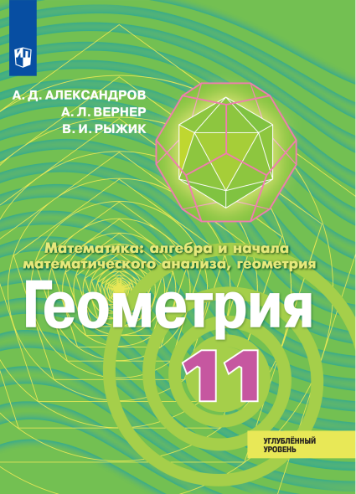 А. Д. АЛЕКСАНДРОВ
А. Л. ВЕРНЕР
В. И. РЫЖИК
Математика: алгебра и начала
математического анализа, геометрия
Геометрия
11
УГЛУБЛЁННЫЙ
УРОВЕНЬ